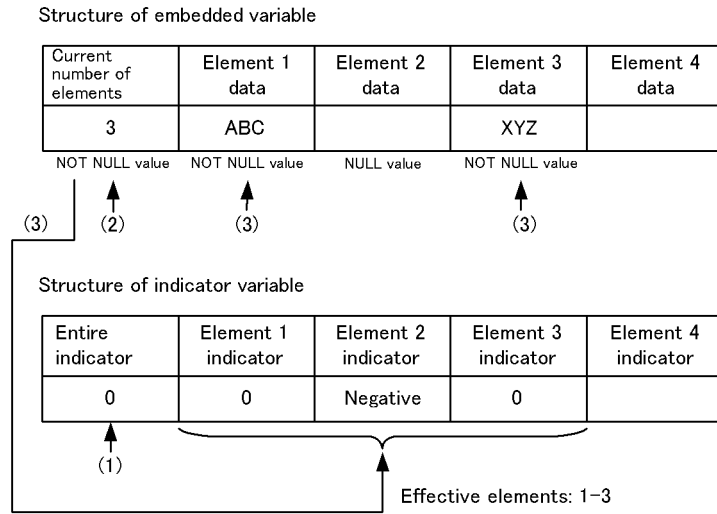 Structure of embedded variable
Current number of elements
Element 1 data
Element 2 data
Element 3 data
Element 4 data
3
ABC
XYZ
NOT NULL value
NOT NULL value
NULL value
NOT NULL value
(3)
(2)
(3)
(3)
Structure of indicator variable
Entire indicator
Element 1 indicator
Element 2 indicator
Element 3 indicator
Element 4 indicator
0
0
Negative
0
(1)
Effective elements: 1-3